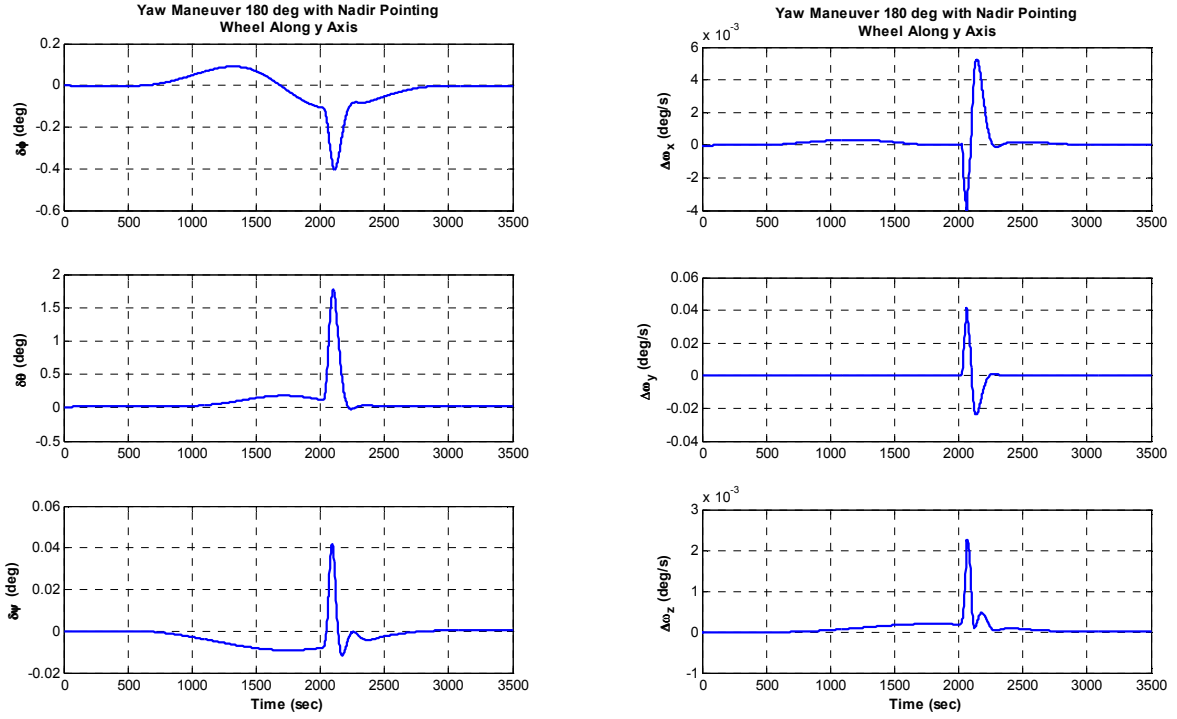 Yaw Maneuver 180 deg with Nadir Pointing
Wheel Along y Axis
0.2
0
-0.2
-0.4
-0.6
δϕ (deg)
0 500 1000 1500 2000 2500 3000 3500
2
1.5
1
0.5
0
-0.5
δθ (deg)
0 500 1000 1500 2000 2500 3000 3500
0.06
0.04
0.02
0
-0.02
δψ (deg)
0 500 1000 1500 2000 2500 3000 3500
Time (sec)
Yaw Maneuver 180 deg with Nadir Pointing
Wheel Along y Axis
x 10-3
6
4
2
0
-2
-4
Δωx (deg/s)
0 500 1000 1500 2000 2500 3000 3500
0.06
0.04
0.02
0
-0.02
-0.04
Δωy (deg/s)
0 500 1000 1500 2000 2500 3000 3500
x 10-3
3
2
1
0
-1
Δωz (deg/s)
0 500 1000 1500 2000 2500 3000 3500
Time (sec)